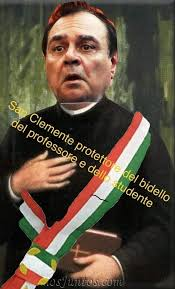 San Clemente protettore del bidello
del professore e dello studente